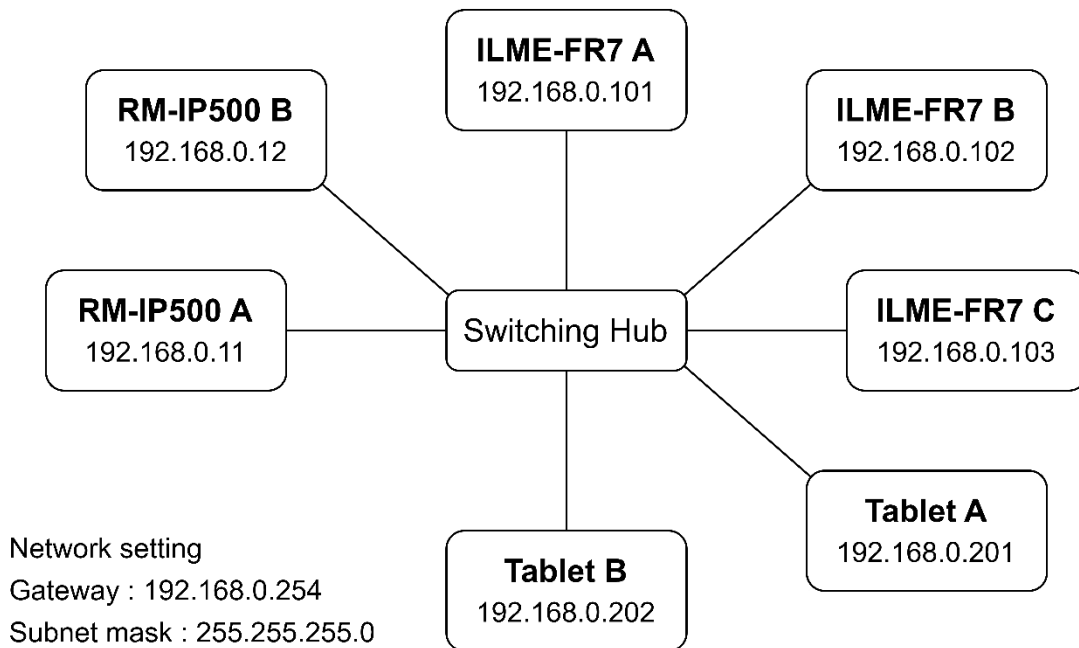 ILME-FR7 A
192.168.0.101
RM-IP500 B
192.168.0.12
ILME-FR7 B
192.168.0.102
RM-IP500 A
192.168.0.11
Switching Hub
ILME-FR7 C
192.168.0.103
Tablet A
192.168.0.201
Tablet B
192.168.0.202
Network setting
Gateway : 192.168.0.254
Subnet mask : 255.255.255.0